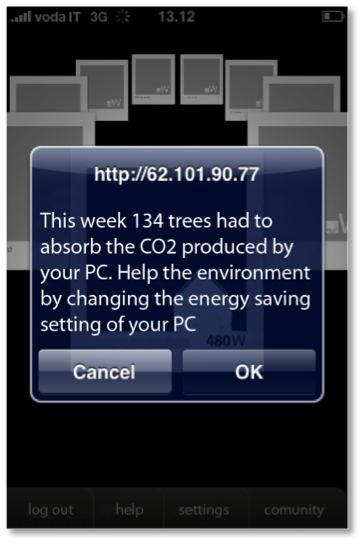 voda IT 3G 13.12
http://62.101.90.77
This week 134 trees had to
absorb the CO2 produced by
your PC. Help the environment
by changing the energy saving
setting of your PC
480W
Cancel OK
log out help settings comunity